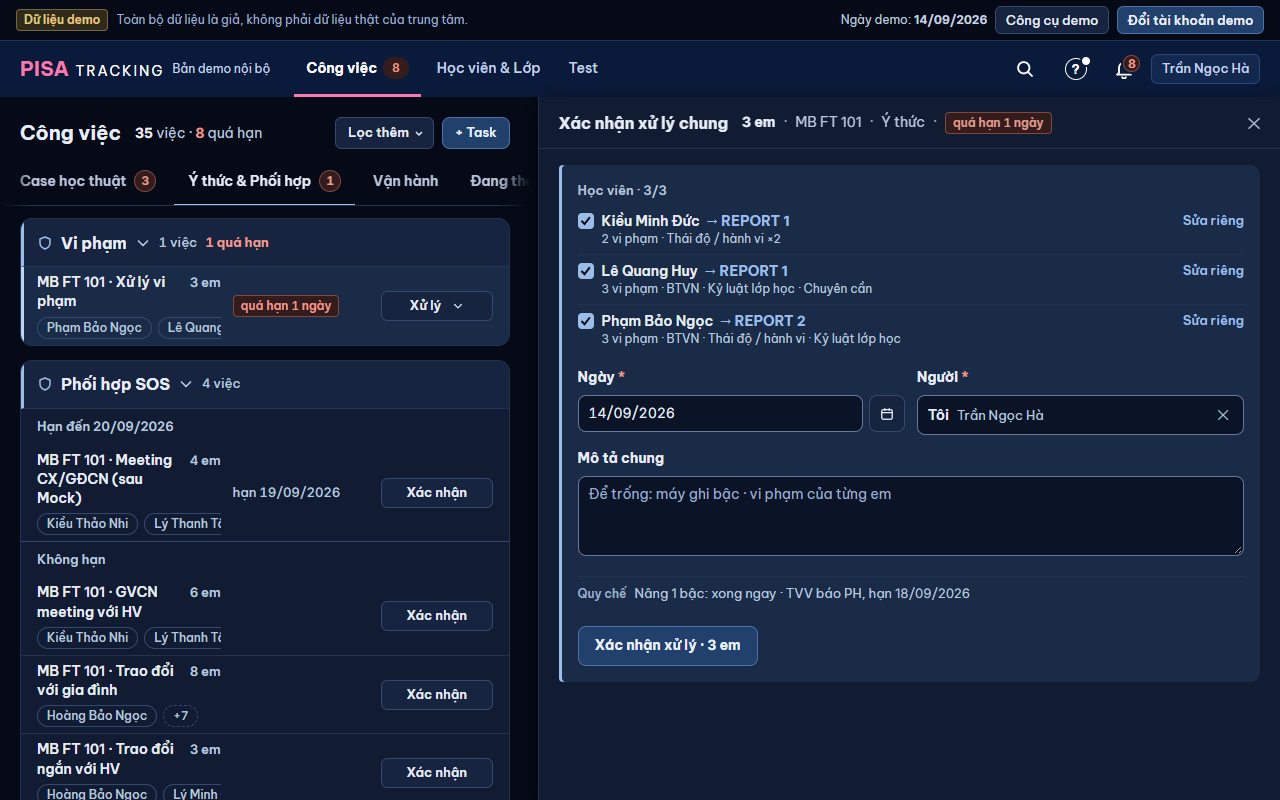 Dữ liệu demo Toàn bộ dữ liệu là giả, không phải dữ liệu thật của trung tâm. Ngày demo: 14/09/2026 Công cụ demo Đổi tài khoản demo
PISA TRACKING Bản demo nội bộ Công việc 8 Học viên & Lớp Test ? 8 Trần Ngọc Hà
Công việc 35 việc · 8 quá hạn Lọc thêm + Task
Case học thuật 3 Ý thức & Phối hợp 1 Vận hành Đang
Vi phạm 1 việc 1 quá hạn
MB FT 101 · Xử lý vi phạm 3 em
quá hạn 1 ngày Xử lý
Phạm Bảo Ngọc Lê Quang
Phối hợp SOS 4 việc
Hạn đến 20/09/2026
MB FT 101 · Meeting CX/GĐCN (sau Mock) 4 em
hạn 19/09/2026 Xác nhận
Kiều Thảo Nhi Lý Thanh
Không hạn
MB FT 101 · GVCN meeting với HV 6 em
Xác nhận
Kiều Thảo Nhi Lý Thanh
MB FT 101 · Trao đổi với gia đình 8 em
Xác nhận
Hoàng Bảo Ngọc +7
MB FT 101 · Trao đổi ngắn với HV 3 em
Xác nhận
Hoàng Bảo Ngọc Lý Minh
Xác nhận xử lý chung 3 em · MB FT 101 · Ý thức · quá hạn 1 ngày
Học viên · 3/3
Kiều Minh Đức → REPORT 1 Sửa riêng
2 vi phạm · Thái độ / hành vi ×2
Lê Quang Huy → REPORT 1 Sửa riêng
3 vi phạm · BTVN · Kỷ luật lớp học · Chuyên cần
Phạm Bảo Ngọc → REPORT 2 Sửa riêng
3 vi phạm · BTVN · Thái độ / hành vi · Kỷ luật lớp học
Ngày * Người *
14/09/2026 Tôi Trần Ngọc Hà
Mô tả chung
Để trống: máy ghi bậc · vi phạm của từng em
Quy chế Nâng 1 bậc: xong ngay · TVV báo PH, hạn 18/09/2026
Xác nhận xử lý · 3 em